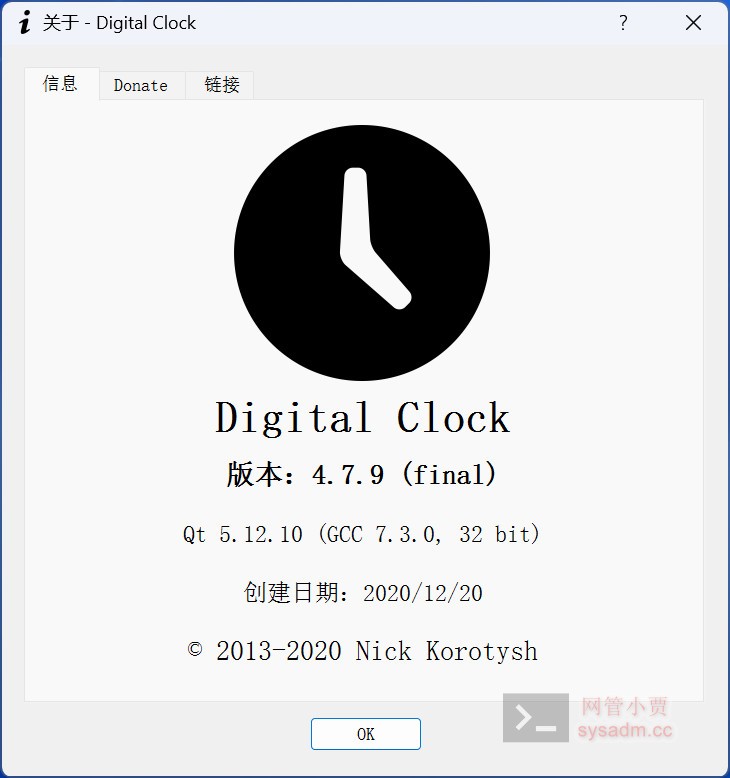 关于 - Digital Clock
信息 Donate 链接
Digital Clock
版本：4.7.9 (final)
Qt 5.12.10 (GCC 7.3.0, 32 bit)
创建日期：2020/12/20
© 2013-2020 Nick Korotysh
OK
网管小贾
sysadm.cc